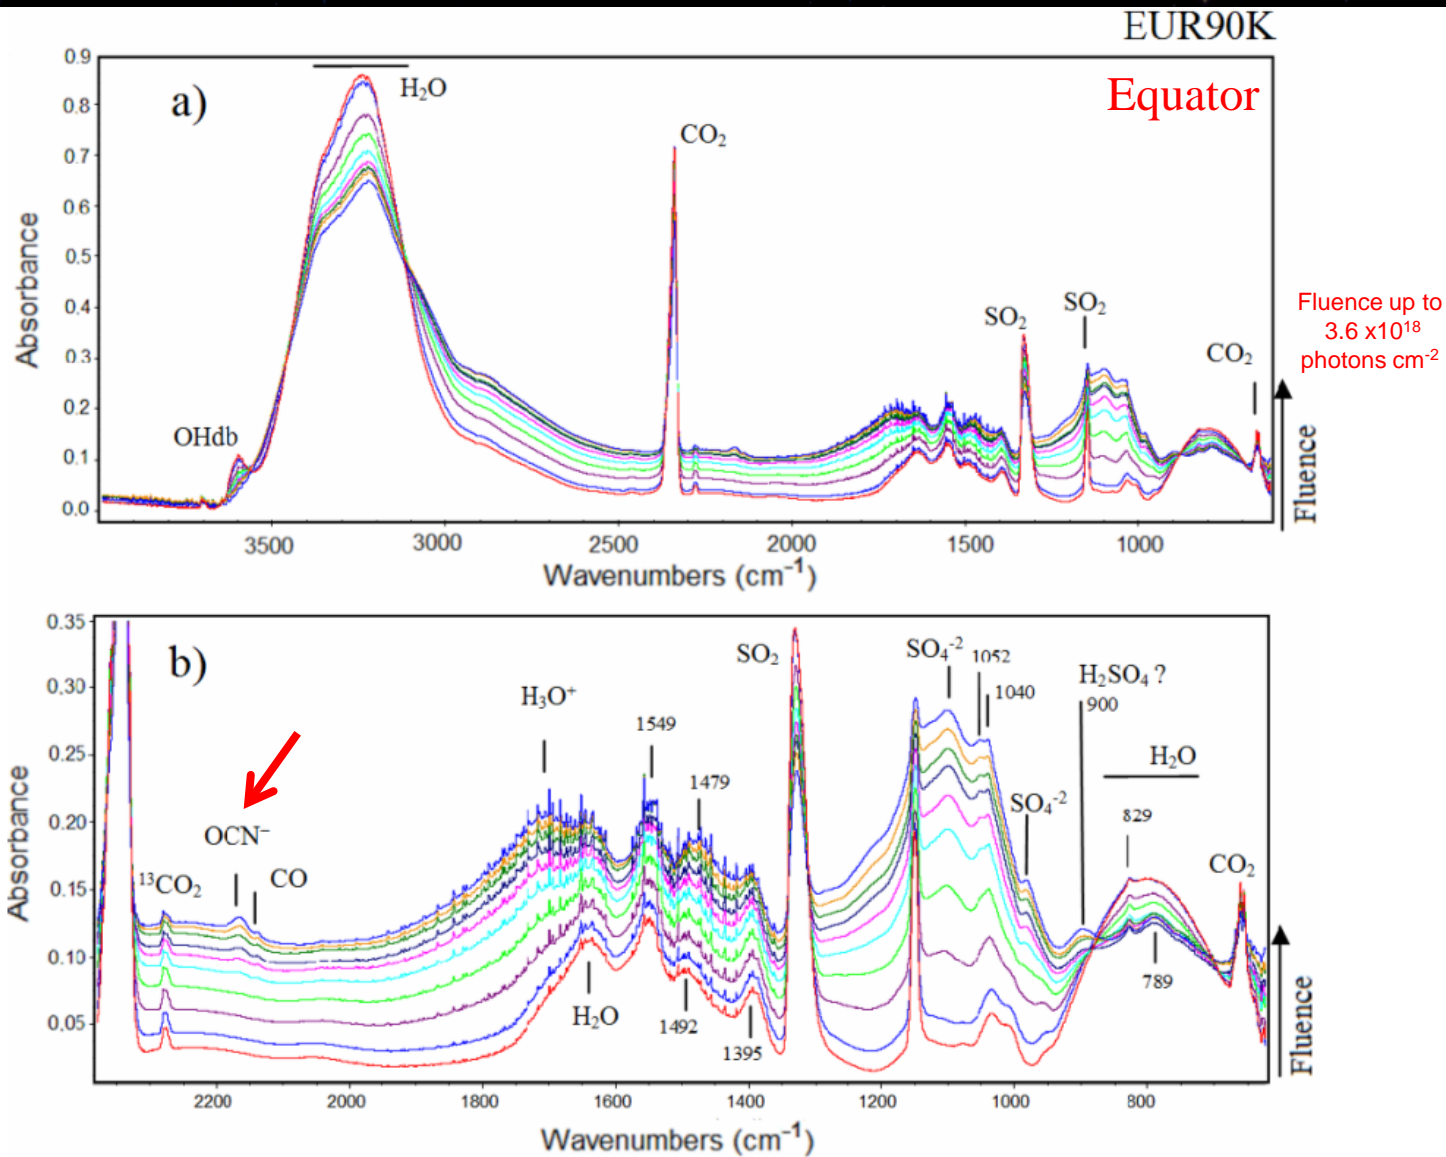 EUR90K
a)
Equator
H₂O
CO₂
SO₂
SO₂
CO₂
OHdb
0.9
0.8
0.7
0.6
0.5
0.4
0.3
0.2
0.1
0.0
Absorbance
3500 3000 2500 2000 1500 1000
Wavenumbers (cm⁻¹)
Fluence up to
3.6 x10¹⁸
photons cm⁻²
Fluence
b)
0.35
0.30
0.25
0.20
0.15
0.10
0.05
Absorbance
¹³CO₂
OCN⁻
CO
H₃O⁺
H₂O
1549
1479
1492
1395
SO₂
SO₄⁻²
1052
1040
SO₄⁻²
H₂SO₄ ?
900
H₂O
829
789
CO₂
2200 2000 1800 1600 1400 1200 1000 800
Wavenumbers (cm⁻¹)
Fluence